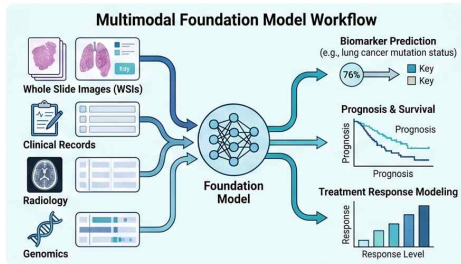 Multimodal Foundation Model Workflow
Whole Slide Images (WSIs)
Clinical Records
Radiology
Genomics
Foundation
Model
Biomarker Prediction
(e.g., lung cancer mutation status)
76%
Key
Key
Prognosis & Survival
Prognosis
Prognosis
Prognosis
Treatment Response Modeling
Response
Response Level